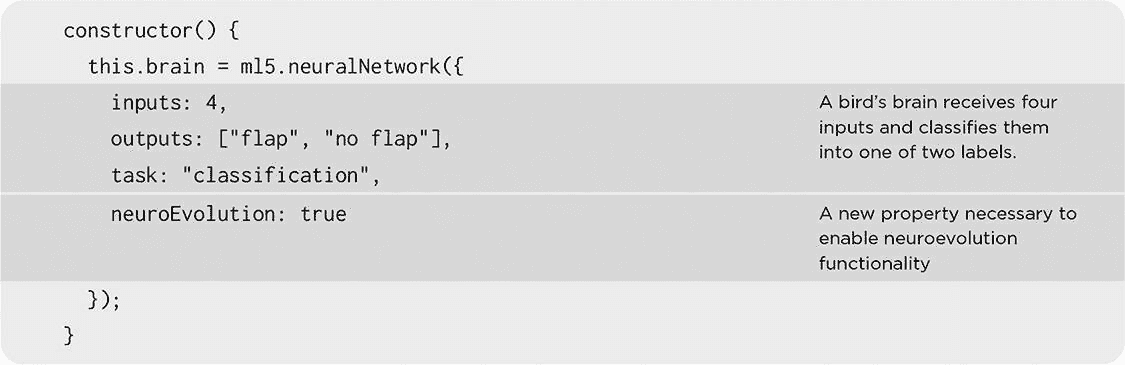 constructor() {
this.brain = ml5.neuralNetwork({
inputs: 4,
outputs: ["flap", "no flap"],
task: "classification",
A bird’s brain receives four
inputs and classifies them
into one of two labels.
neuroEvolution: true
A new property necessary to
enable neuroevolution
functionality
});
}